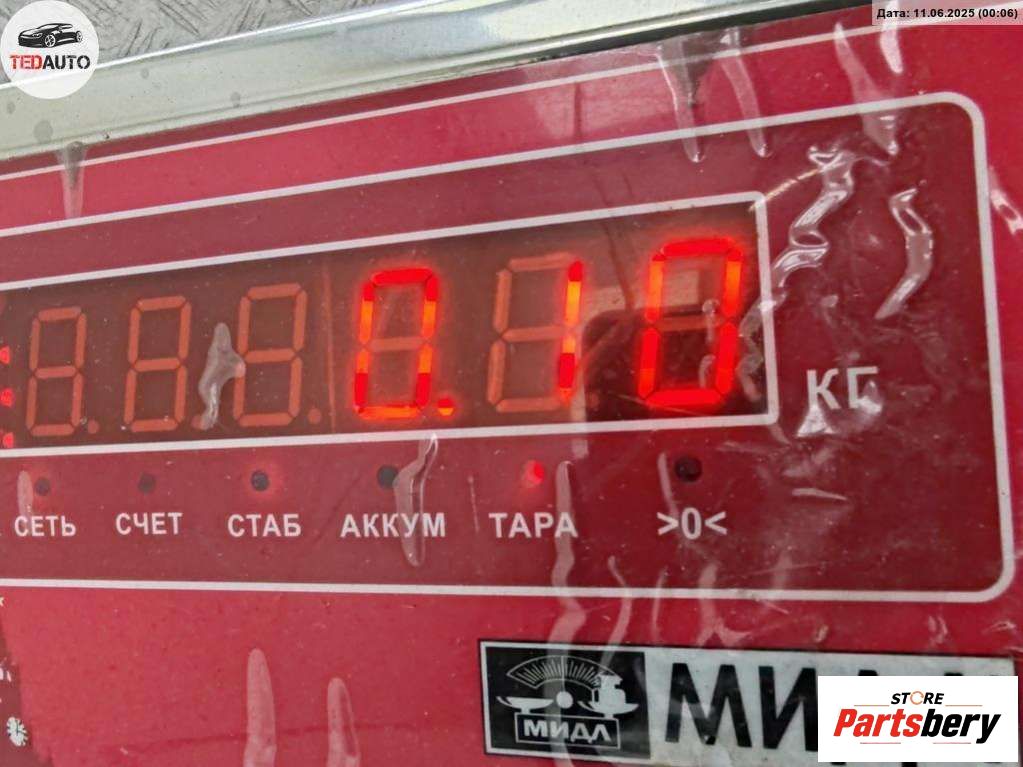 Дата: 11.06.2025 (00:06)
TEDAUTO
0.10
КГ
СЕТЬ СЧЕТ СТАБ АККУМ ТАРА >0<
МИДЛ
STORE
Partsbery